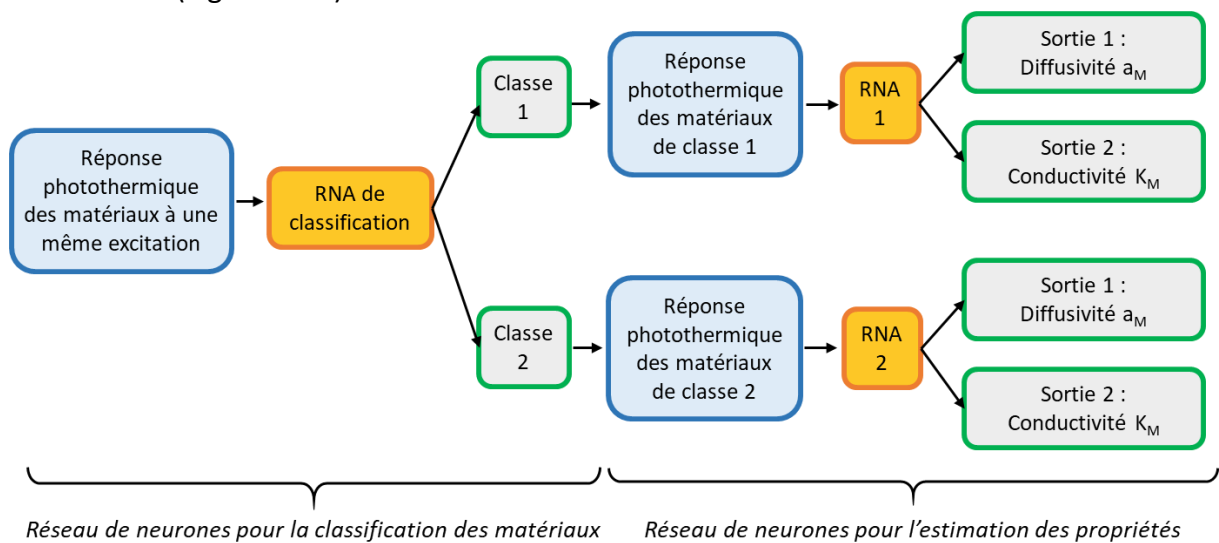 Réponse
photothermique
des matériaux à une
même excitation
RNA de
classification
Classe
1
Réponse
photothermique
des matériaux
de classe 1
RNA
1
Sortie 1 :
Diffusivité aM
Sortie 2 :
Conductivité KM
Classe
2
Réponse
photothermique
des matériaux
de classe 2
RNA
2
Sortie 1 :
Diffusivité aM
Sortie 2 :
Conductivité KM
Réseau de neurones pour la classification des matériaux
Réseau de neurones pour l’estimation des propriétés